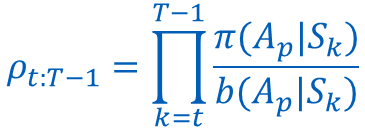 ρ_{t:T−1} = ∏_{k=t}^{T−1} π(A_p|S_k) / b(A_p|S_k)